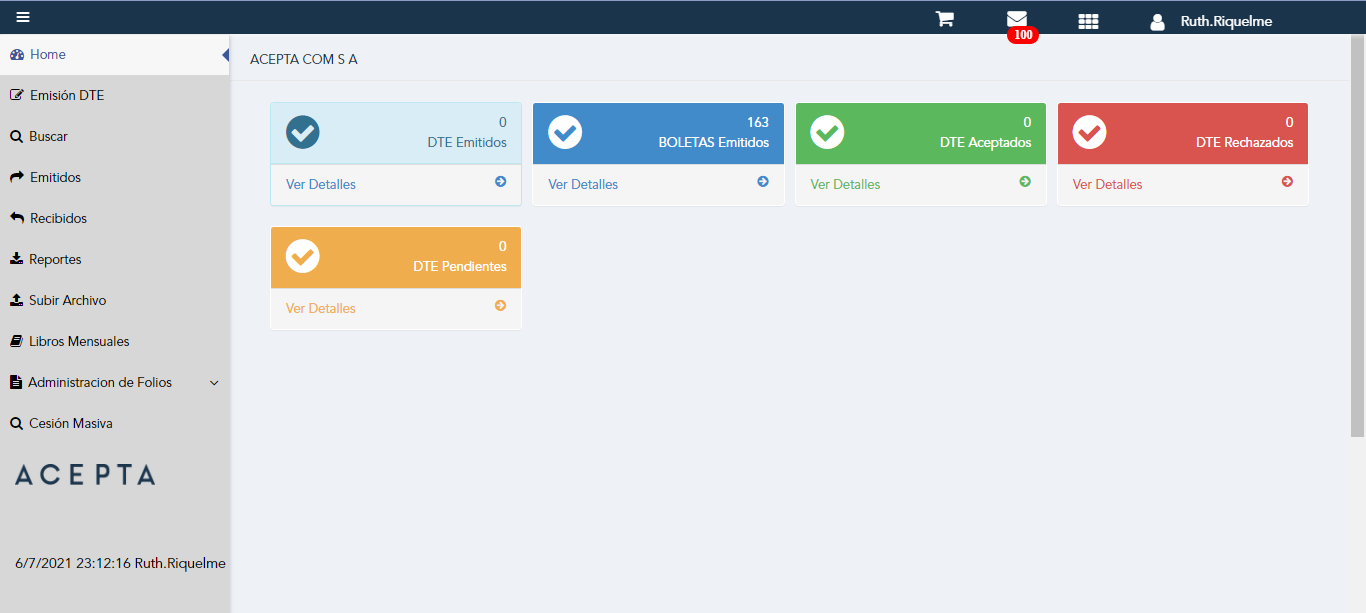 100
Ruth.Riquelme
Home
Emisión DTE
Buscar
Emitidos
Recibidos
Reportes
Subir Archivo
Libros Mensuales
Administracion de Folios
Cesión Masiva
ACEPTA
6/7/2021 23:12:16 Ruth.Riquelme
ACEPTA COM S A
0
DTE Emitidos
Ver Detalles
163
BOLETAS Emitidos
Ver Detalles
0
DTE Aceptados
Ver Detalles
0
DTE Rechazados
Ver Detalles
0
DTE Pendientes
Ver Detalles